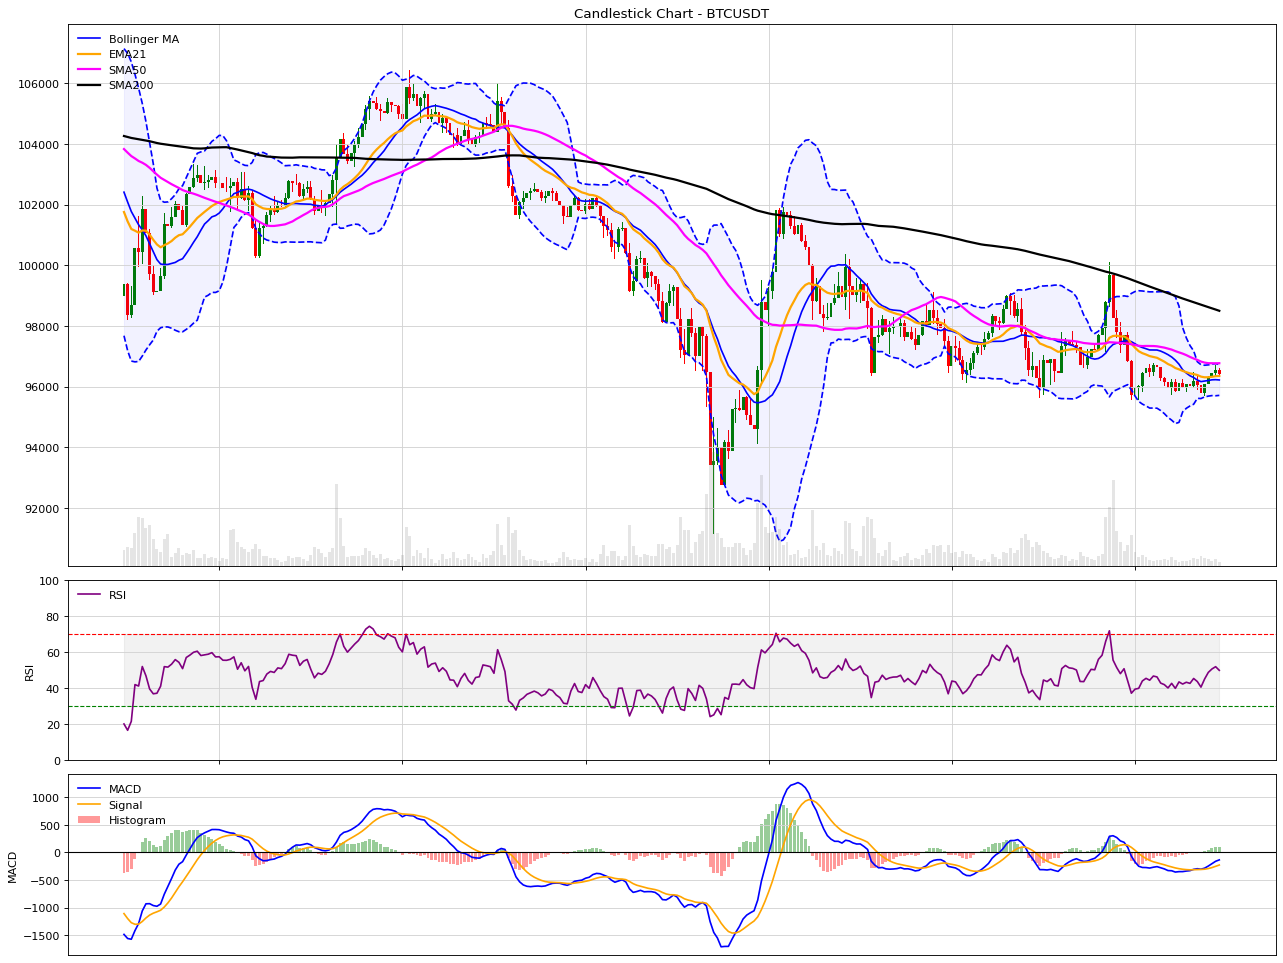 Candlestick Chart - BTCUSDT
Bollinger MA
EMA21
SMA50
SMA200
106000
104000
102000
100000
98000
96000
94000
92000
RSI
RSI
100
80
60
40
20
0
MACD
Signal
Histogram
MACD
1000
500
0
−500
−1000
−1500